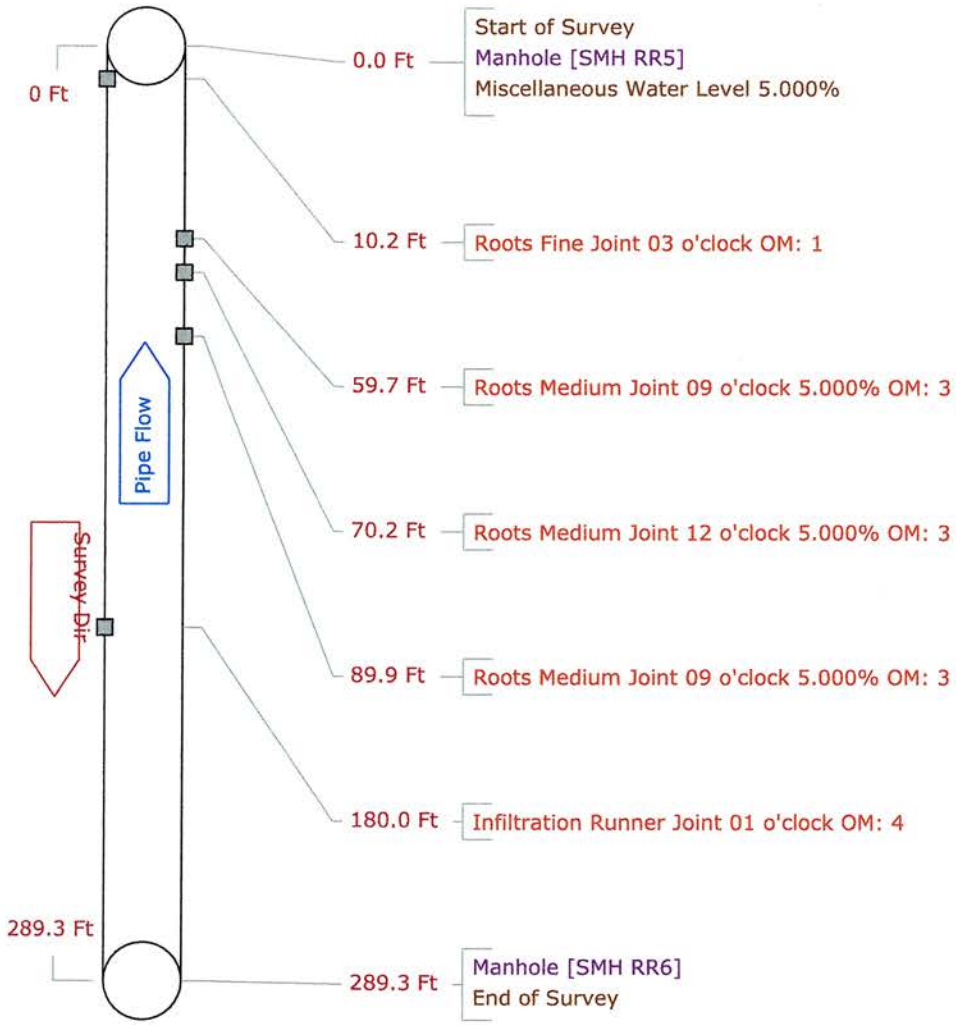 Start of Survey
0.0 Ft
Manhole [SMH RR5]
Miscellaneous Water Level 5.000%
0 Ft
10.2 Ft
Roots Fine Joint 03 o'clock OM: 1
59.7 Ft
Roots Medium Joint 09 o'clock 5.000% OM: 3
Pipe Flow
70.2 Ft
Roots Medium Joint 12 o'clock 5.000% OM: 3
Survey Dir
89.9 Ft
Roots Medium Joint 09 o'clock 5.000% OM: 3
180.0 Ft
Infiltration Runner Joint 01 o'clock OM: 4
289.3 Ft
289.3 Ft
Manhole [SMH RR6]
End of Survey